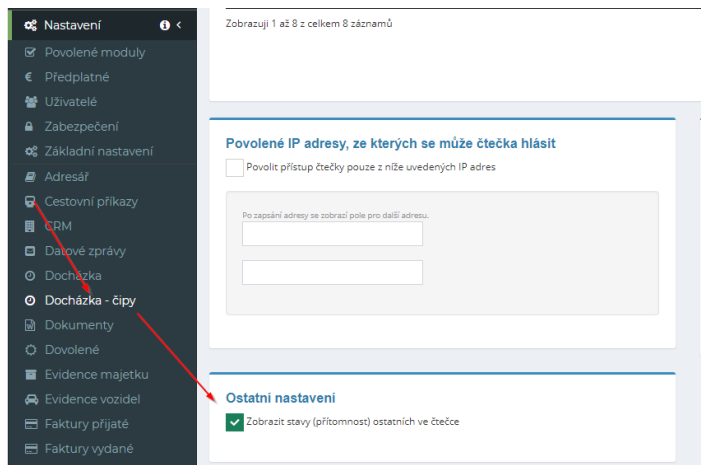 Nastavení
Povolené moduly
Předplatné
Uživatelé
Zabezpečení
Základní nastavení
Adresář
Cestovní příkazy
CRM
Datové zprávy
Docházka
Docházka - čipy
Dokumenty
Dovolené
Evidence majetku
Evidence vozidel
Faktury přijaté
Faktury vydané
Zobrazuji 1 až 8 z celkem 8 záznamů
Povolené IP adresy, ze kterých se může čtečka hlásit
Povolit přístup čtečky pouze z níže uvedených IP adres
Po zapsání adresy se zobrazí pole pro další adresu.
Ostatní nastavení
Zobrazit stavy (přítomnost) ostatních ve čtečce